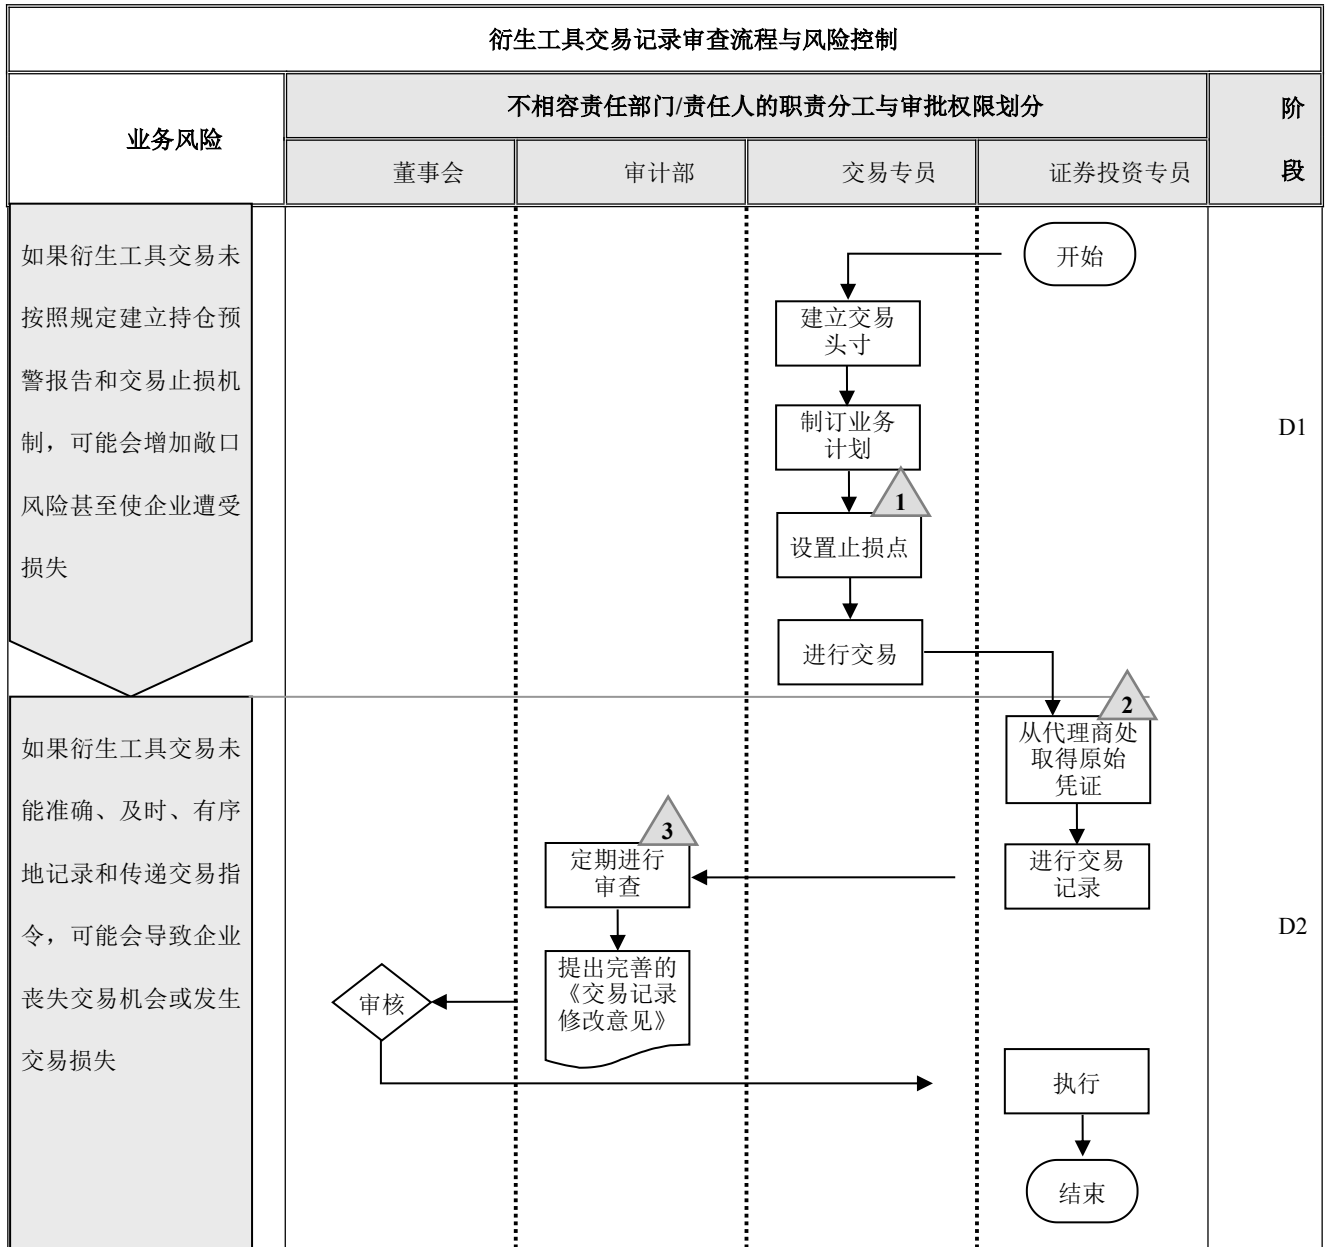 衍生工具交易记录审查流程与风险控制
业务风险
不相容责任部门/责任人的职责分工与审批权限划分
阶
段
董事会
审计部
交易专员
证券投资专员
如果衍生工具交易未
按照规定建立持仓预
警报告和交易止损机
制，可能会增加敞口
风险甚至使企业遭受
损失
开始
建立交易
头寸
制订业务
计划
1
设置止损点
进行交易
D1
如果衍生工具交易未
能准确、及时、有序
地记录和传递交易指
令，可能会导致企业
丧失交易机会或发生
交易损失
2
从代理商处
取得原始
凭证
进行交易
记录
3
定期进行
审查
提出完善的
《交易记录
修改意见》
审核
执行
结束
D2